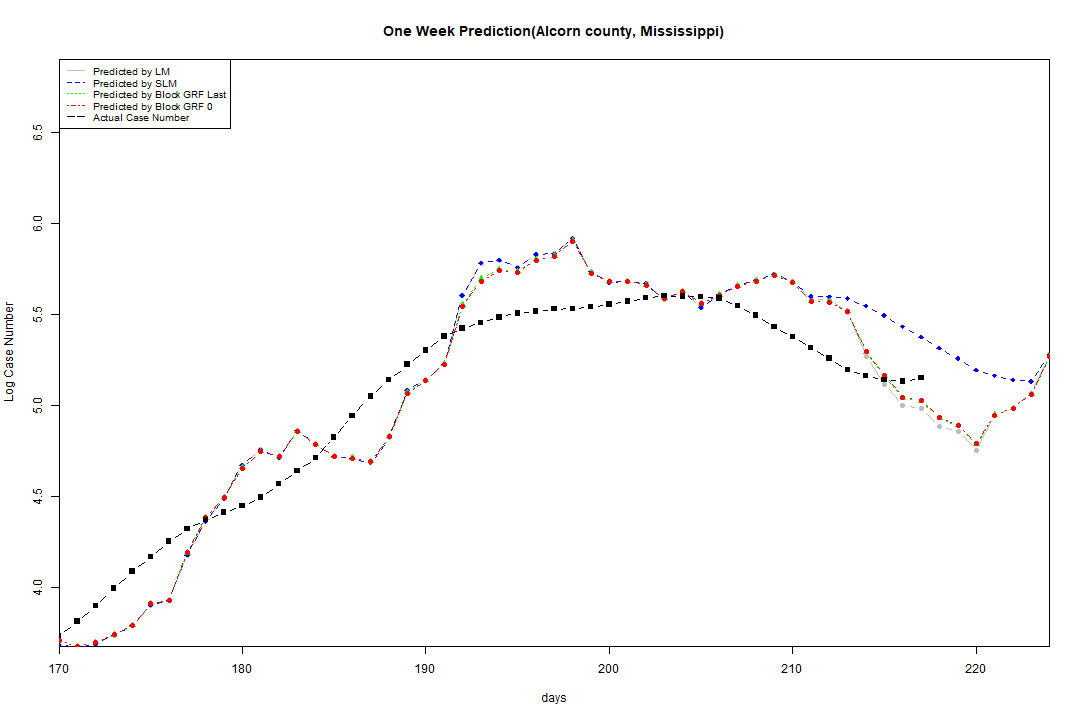 One Week Prediction(Alcorn county, Mississippi)
Predicted by LM
Predicted by SLM
Predicted by Block GRF Last
Predicted by Block GRF 0
Actual Case Number
Log Case Number
6.5
6.0
5.5
5.0
4.5
4.0
170 180 190 200 210 220
days